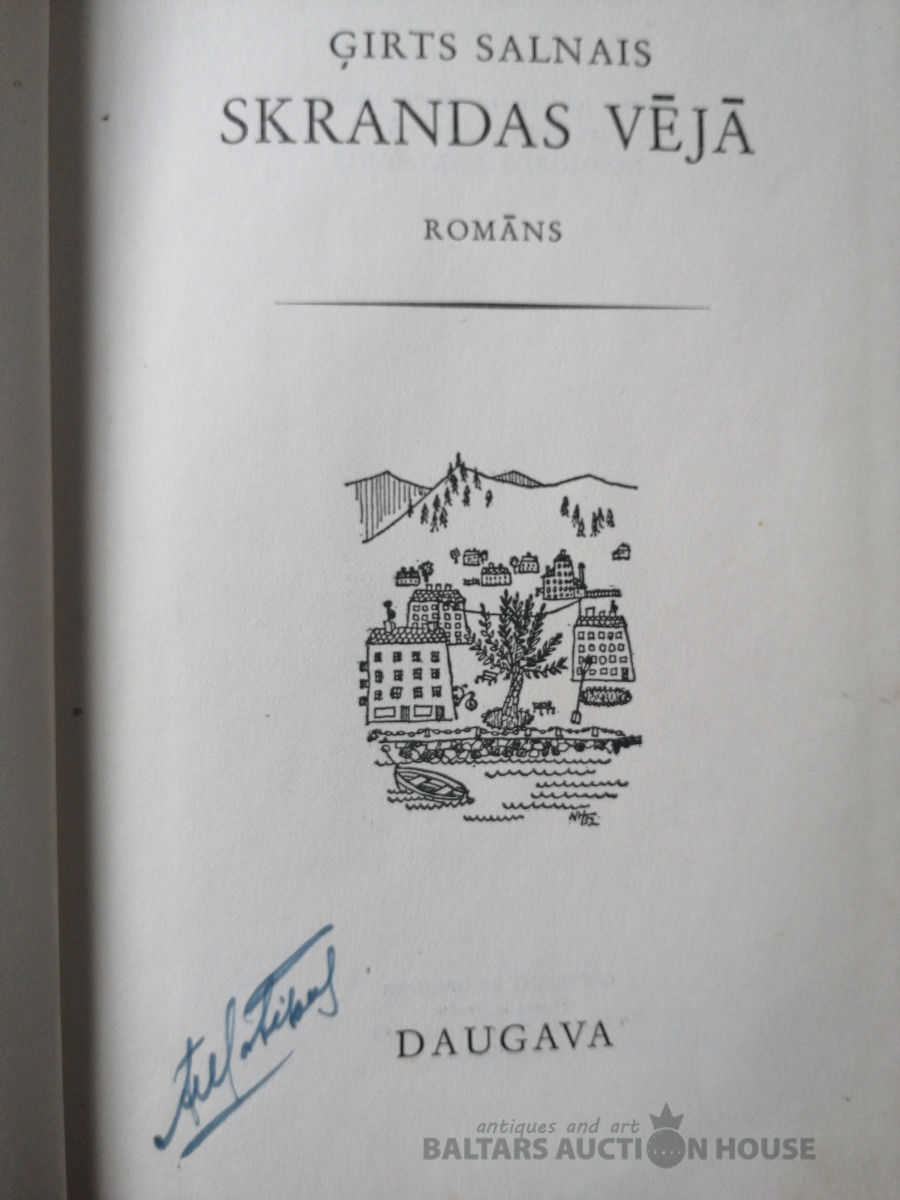 ĢIRTS SALNAIS
SKRANDAS VĒJĀ
ROMĀNS
DAUGAVA
antiques and art
BALTARS AUCTION HOUSE